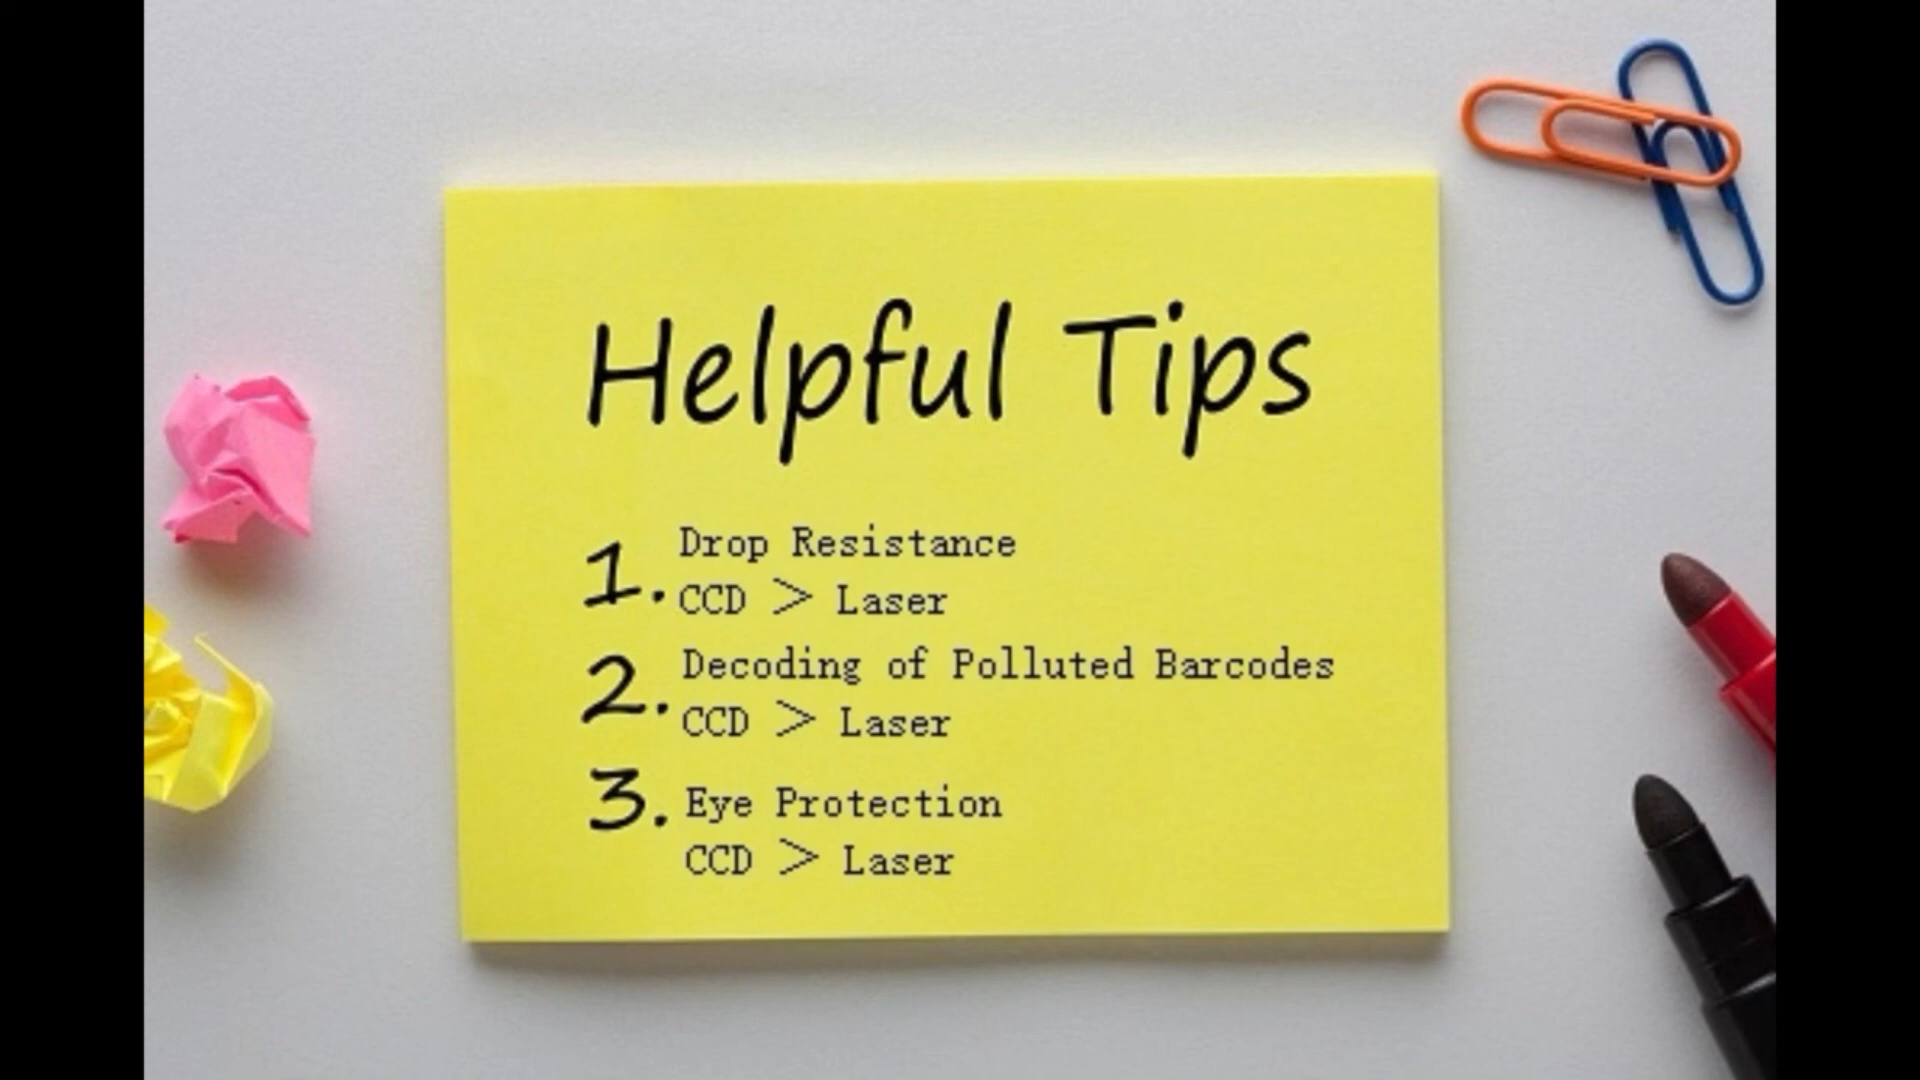 Helpful Tips
1. Drop Resistance
CCD > Laser
2. Decoding of Polluted Barcodes
CCD > Laser
3. Eye Protection
CCD > Laser